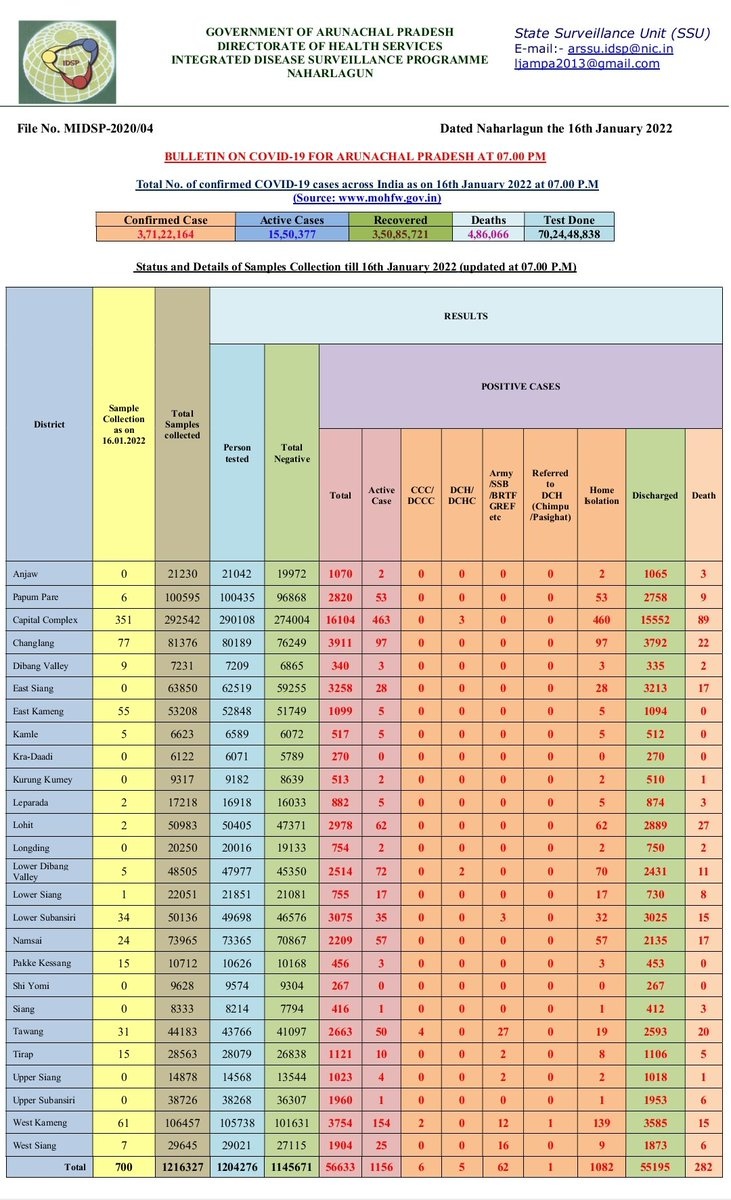 IDSP
GOVERNMENT OF ARUNACHAL PRADESH
DIRECTORATE OF HEALTH SERVICES
INTEGRATED DISEASE SURVEILLANCE PROGRAMME
NAHARLAGUN
State Surveillance Unit (SSU)
E-mail:- arssu.idsp@nic.in
ljampa2013@gmail.com
File No. MIDSP-2020/04 Dated Naharlagun the 16th January 2022
BULLETIN ON COVID-19 FOR ARUNACHAL PRADESH AT 07.00 PM
Total No. of confirmed COVID-19 cases across India as on 16th January 2022 at 07.00 P.M
(Source: www.mohfw.gov.in)
Confirmed Case Active Cases Recovered Deaths Test Done
3,71,22,164 15,50,377 3,50,85,721 4,86,066 70,24,48,838
Status and Details of Samples Collection till 16th January 2022 (updated at 07.00 P.M)
District
Sample
Collection
as on
16.01.2022
Total
Samples
collected
RESULTS
Person
tested
Total
Negative
POSITIVE CASES
Total
Active
Case
CCC/
DCCC
DCH/
DCHC
Army
/SSB
/BRTF
GREF
etc
Referred
to
DCH
(Chimpu
/Pasighat)
Home
Isolation
Discharged
Death
Anjaw 0 21230 21042 19972 1070 2 0 0 0 0 2 1065 3
Papum Pare 6 100595 100435 96868 2820 53 0 0 0 0 53 2758 9
Capital Complex 351 292542 290108 274004 16104 463 0 3 0 0 460 15552 89
Changlang 77 81376 80189 76249 3911 97 0 0 0 0 97 3792 22
Dibang Valley 9 7231 7209 6865 340 3 0 0 0 0 3 335 2
East Siang 0 63850 62519 59255 3258 28 0 0 0 0 28 3213 17
East Kameng 55 53208 52848 51749 1099 5 0 0 0 0 5 1094 0
Kamle 5 6623 6589 6072 517 5 0 0 0 0 5 512 0
Kra-Daadi 0 6122 6071 5789 270 0 0 0 0 0 0 270 0
Kurung Kumey 0 9317 9182 8639 513 2 0 0 0 0 2 510 1
Leparada 2 17218 16918 16033 882 5 0 0 0 0 5 874 3
Lohit 2 50983 50405 47371 2978 62 0 0 0 0 62 2889 27
Longding 0 20250 20016 19133 754 2 0 0 0 0 2 750 2
Lower Dibang
Valley 5 48505 47977 45350 2514 72 0 2 0 0 70 2431 11
Lower Siang 1 22051 21851 21081 755 17 0 0 0 0 17 730 8
Lower Subansiri 34 50136 49698 46576 3075 35 0 0 3 0 32 3025 15
Namsai 24 73965 73365 70867 2209 57 0 0 0 0 57 2135 17
Pakke Kessang 15 10712 10626 10168 456 3 0 0 0 0 3 453 0
Shi Yomi 0 9628 9574 9304 267 0 0 0 0 0 0 267 0
Siang 0 8333 8214 7794 416 1 0 0 0 0 1 412 3
Tawang 31 44183 43766 41097 2663 50 4 0 27 0 19 2593 20
Tirap 15 28563 28079 26838 1121 10 0 0 2 0 8 1106 5
Upper Siang 0 14878 14568 13544 1023 4 0 0 2 0 2 1018 1
Upper Subansiri 0 38726 38268 36307 1960 1 0 0 0 0 1 1953 6
West Kameng 61 106457 105738 101631 3754 154 2 0 12 1 139 3585 15
West Siang 7 29645 29021 27115 1904 25 0 0 16 0 9 1873 6
Total 700 1216327 1204276 1145671 56633 1156 6 5 62 1 1082 55195 282